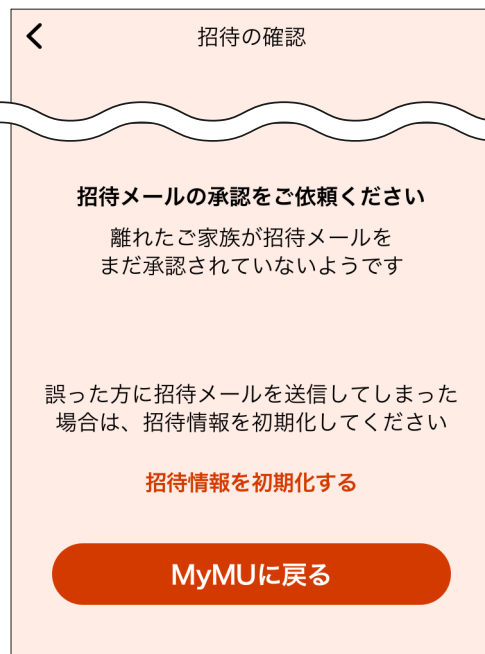 招待の確認
招待メールの承認をご依頼ください
離れたご家族が招待メールを
まだ承認されていないようです
誤った方に招待メールを送信してしまった
場合は、招待情報を初期化してください
招待情報を初期化する
MyMUに戻る